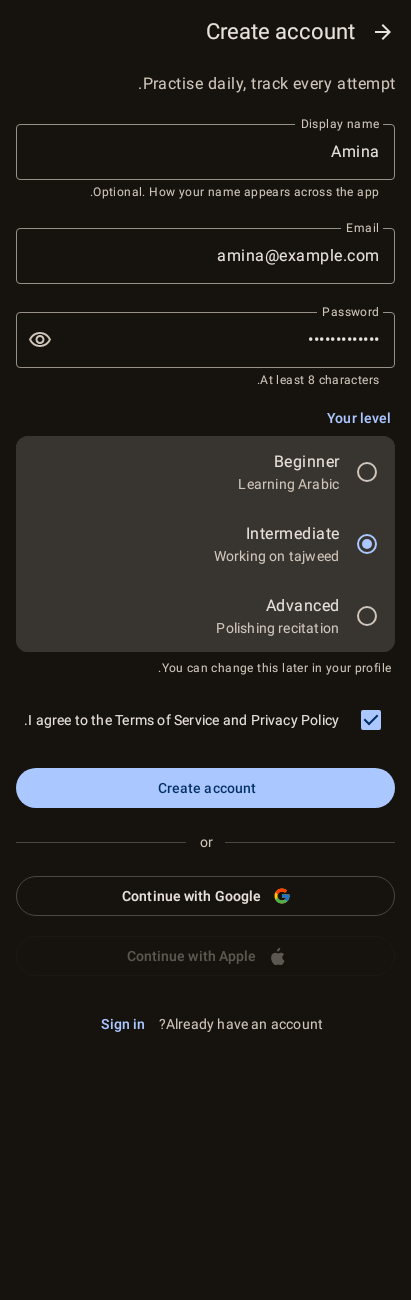 Create account
.Practise daily, track every attempt
Display name
Amina
.Optional. How your name appears across the app
Email
amina@example.com
Password
•••••••••••••
.At least 8 characters
Your level
Beginner
Learning Arabic
Intermediate
Working on tajweed
Advanced
Polishing recitation
.You can change this later in your profile
.I agree to the Terms of Service and Privacy Policy
Create account
or
Continue with Google
Continue with Apple
Sign in ?Already have an account